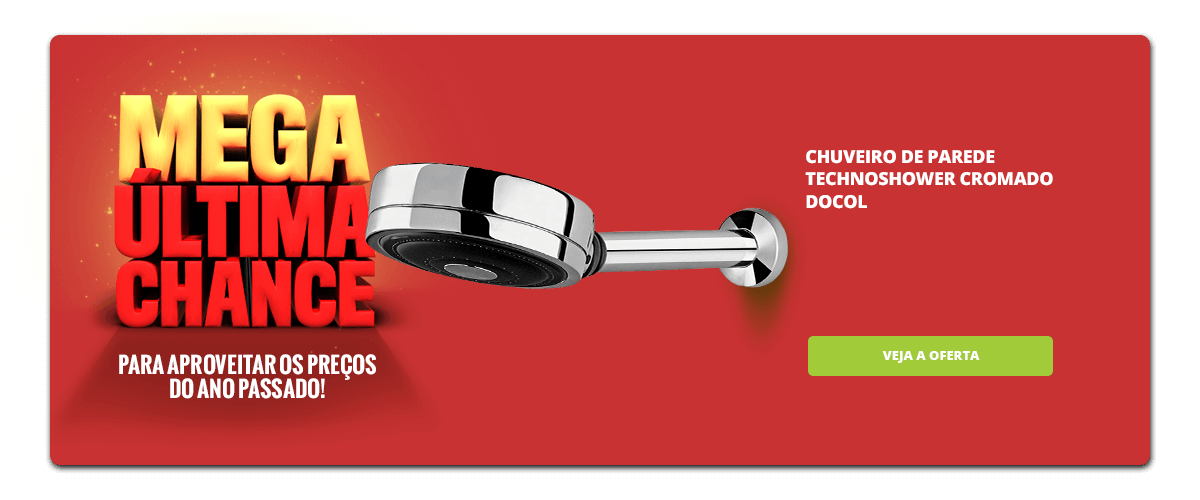 MEGA
ÚLTIMA
CHANCE
PARA APROVEITAR OS PREÇOS
DO ANO PASSADO!
CHUVEIRO DE PAREDE
TECHNOSHOWER CROMADO
DOCOL
VEJA A OFERTA